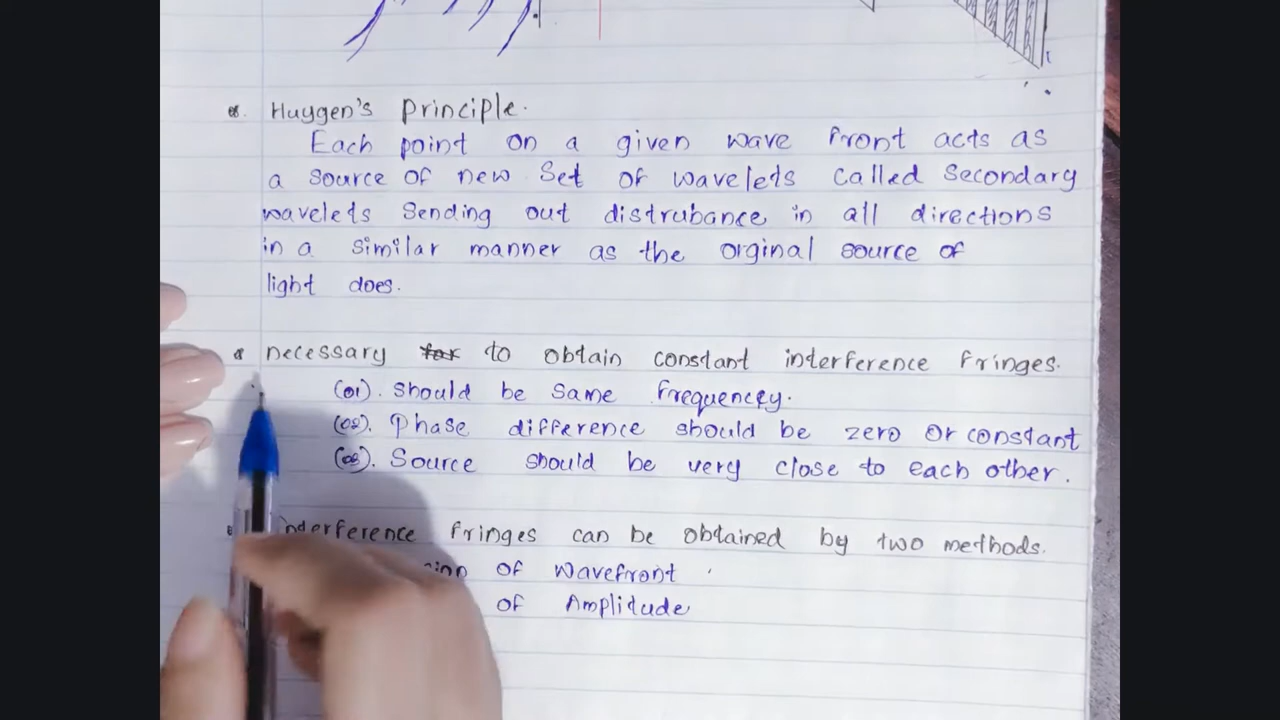 Huygen's principle.
Each point on a given wave front acts as
a source of new set of wavelets called secondary
wavelets sending out distrubance in all directions
in a similar manner as the orginal source of
light does.
necessary to obtain constant interference fringes.
(01). should be same frequency.
(02). Phase difference should be zero or constant
(03). Source should be very close to each other.
interference fringes can be obtained by two methods.
of wavefront
of Amplitude